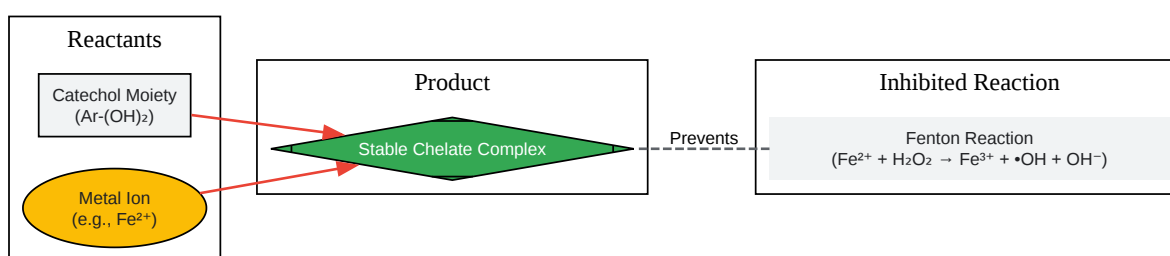 Reactants
Catechol Moiety
(Ar-(OH)₂)
Metal Ion
(e.g., Fe²⁺)
Product
Stable Chelate Complex
Prevents
Inhibited Reaction
Fenton Reaction
(Fe²⁺ + H₂O₂ → Fe³⁺ + •OH + OH⁻)